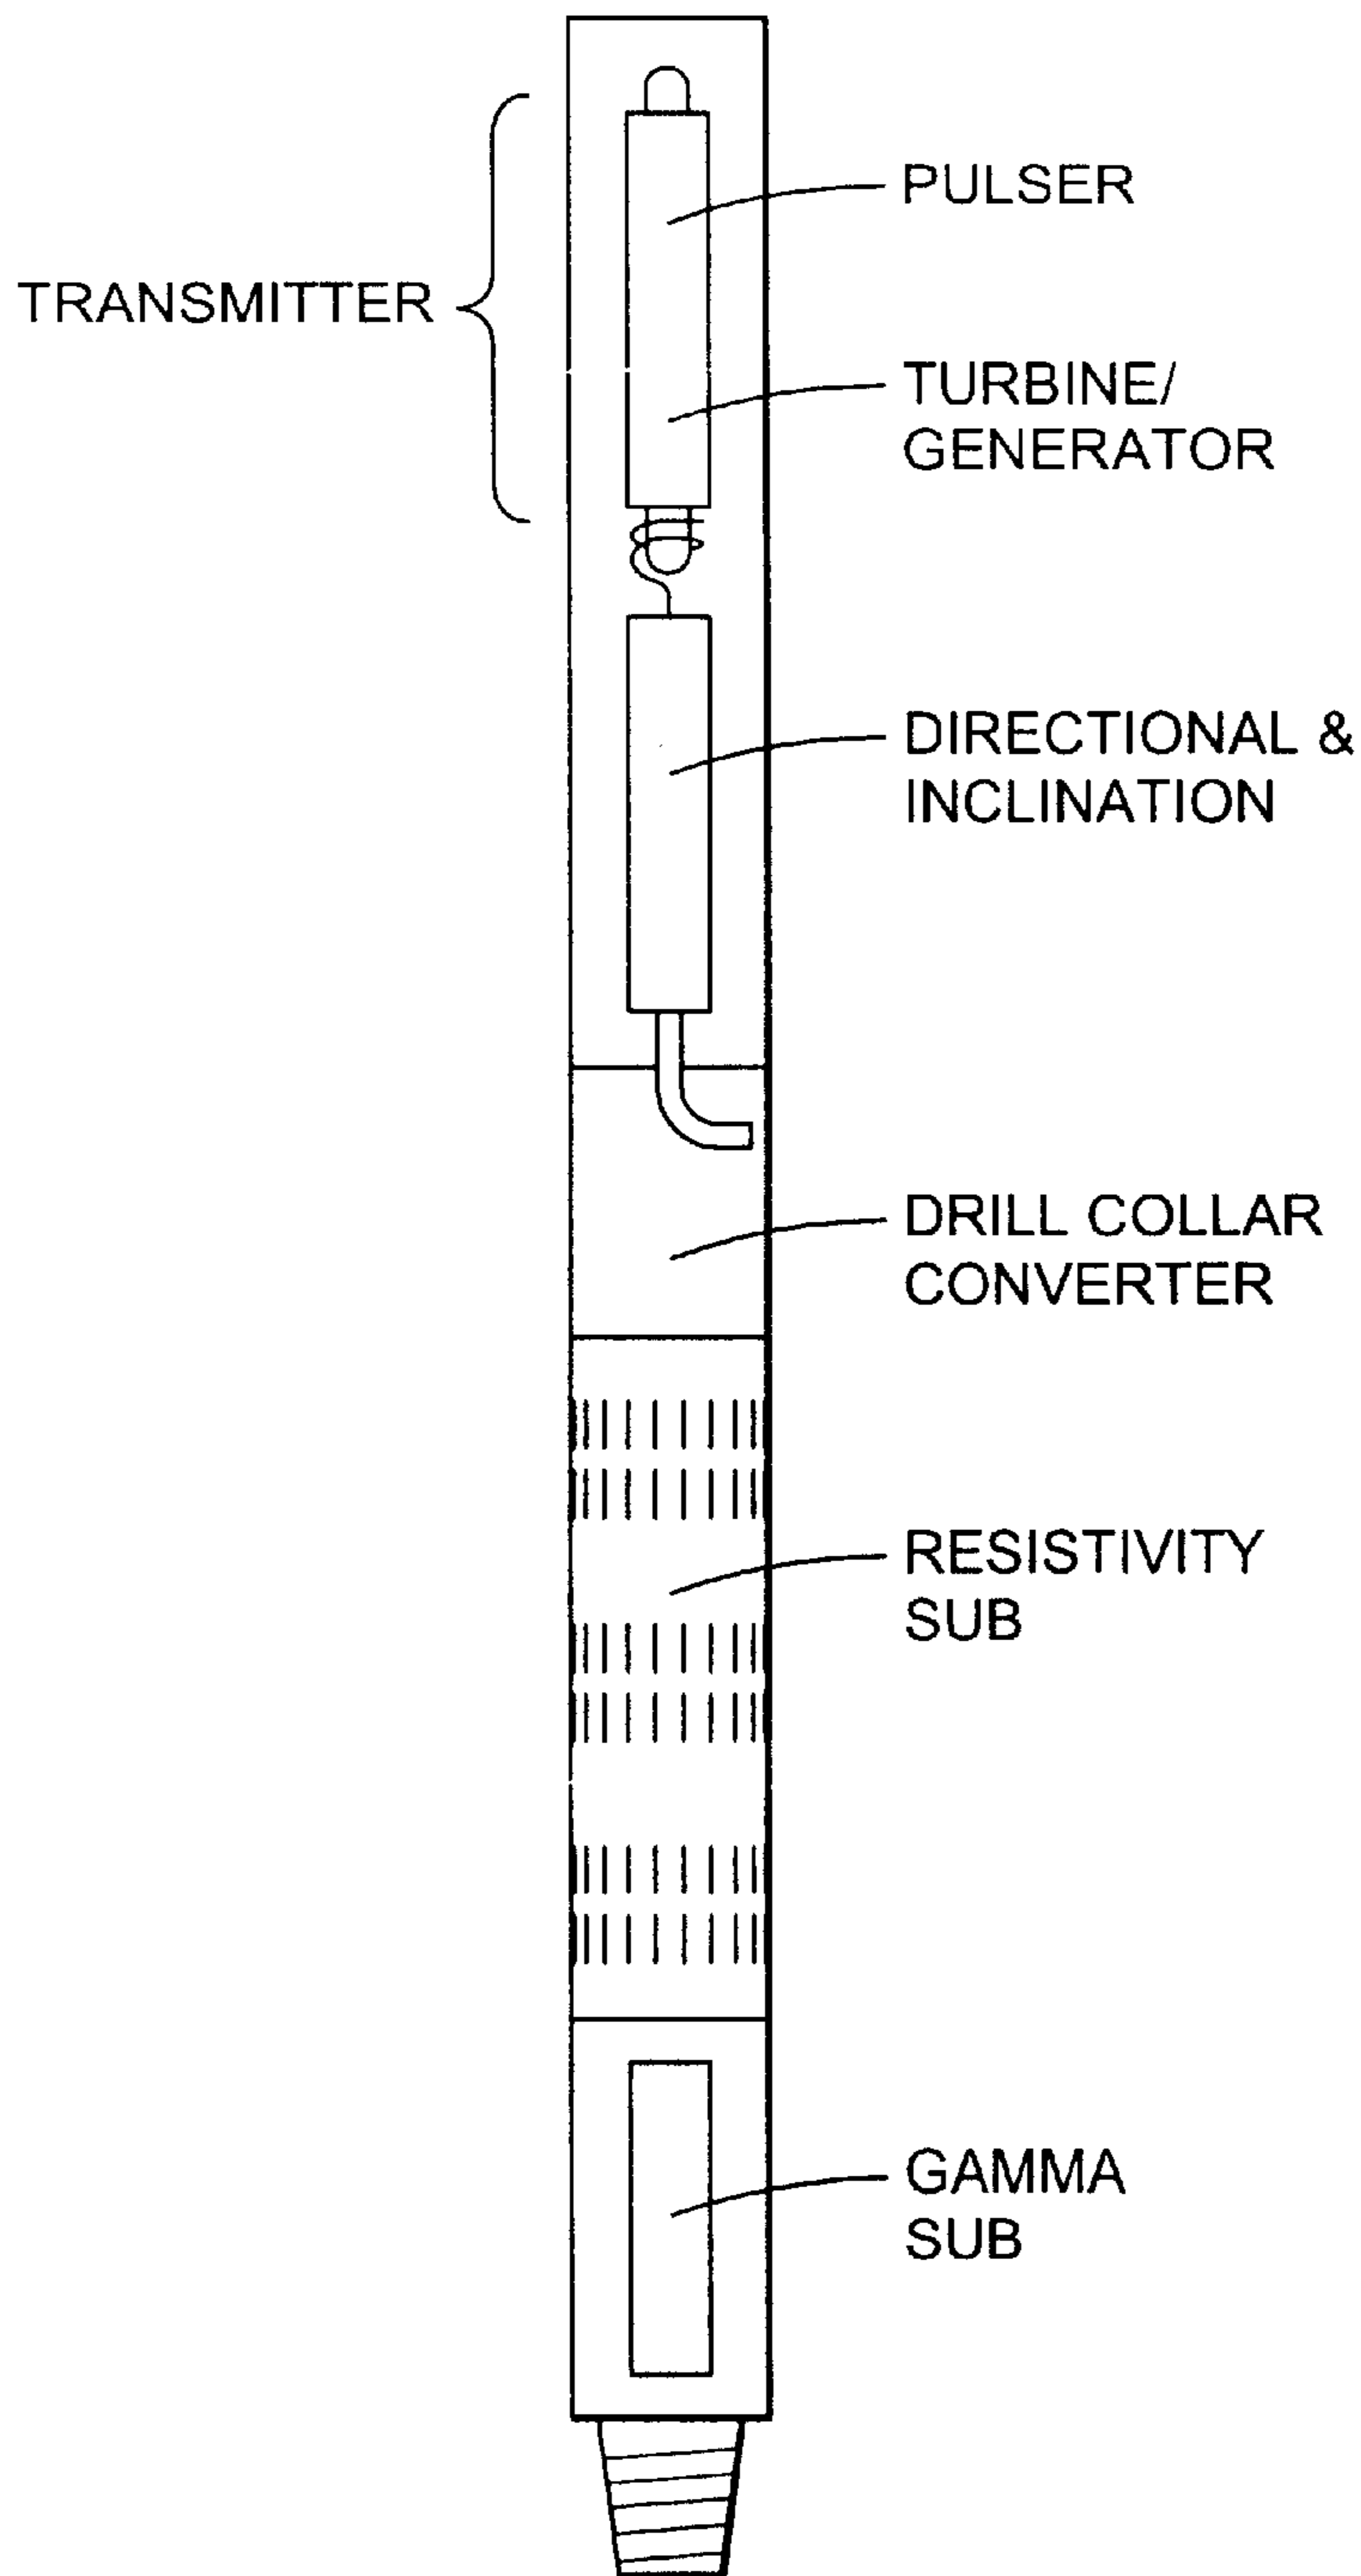 PULSER
TRANSMITTER
TURBINE/
GENERATOR
DIRECTIONAL &
INCLINATION
DRILL COLLAR
CONVERTER
RESISTIVITY
SUB
GAMMA
SUB